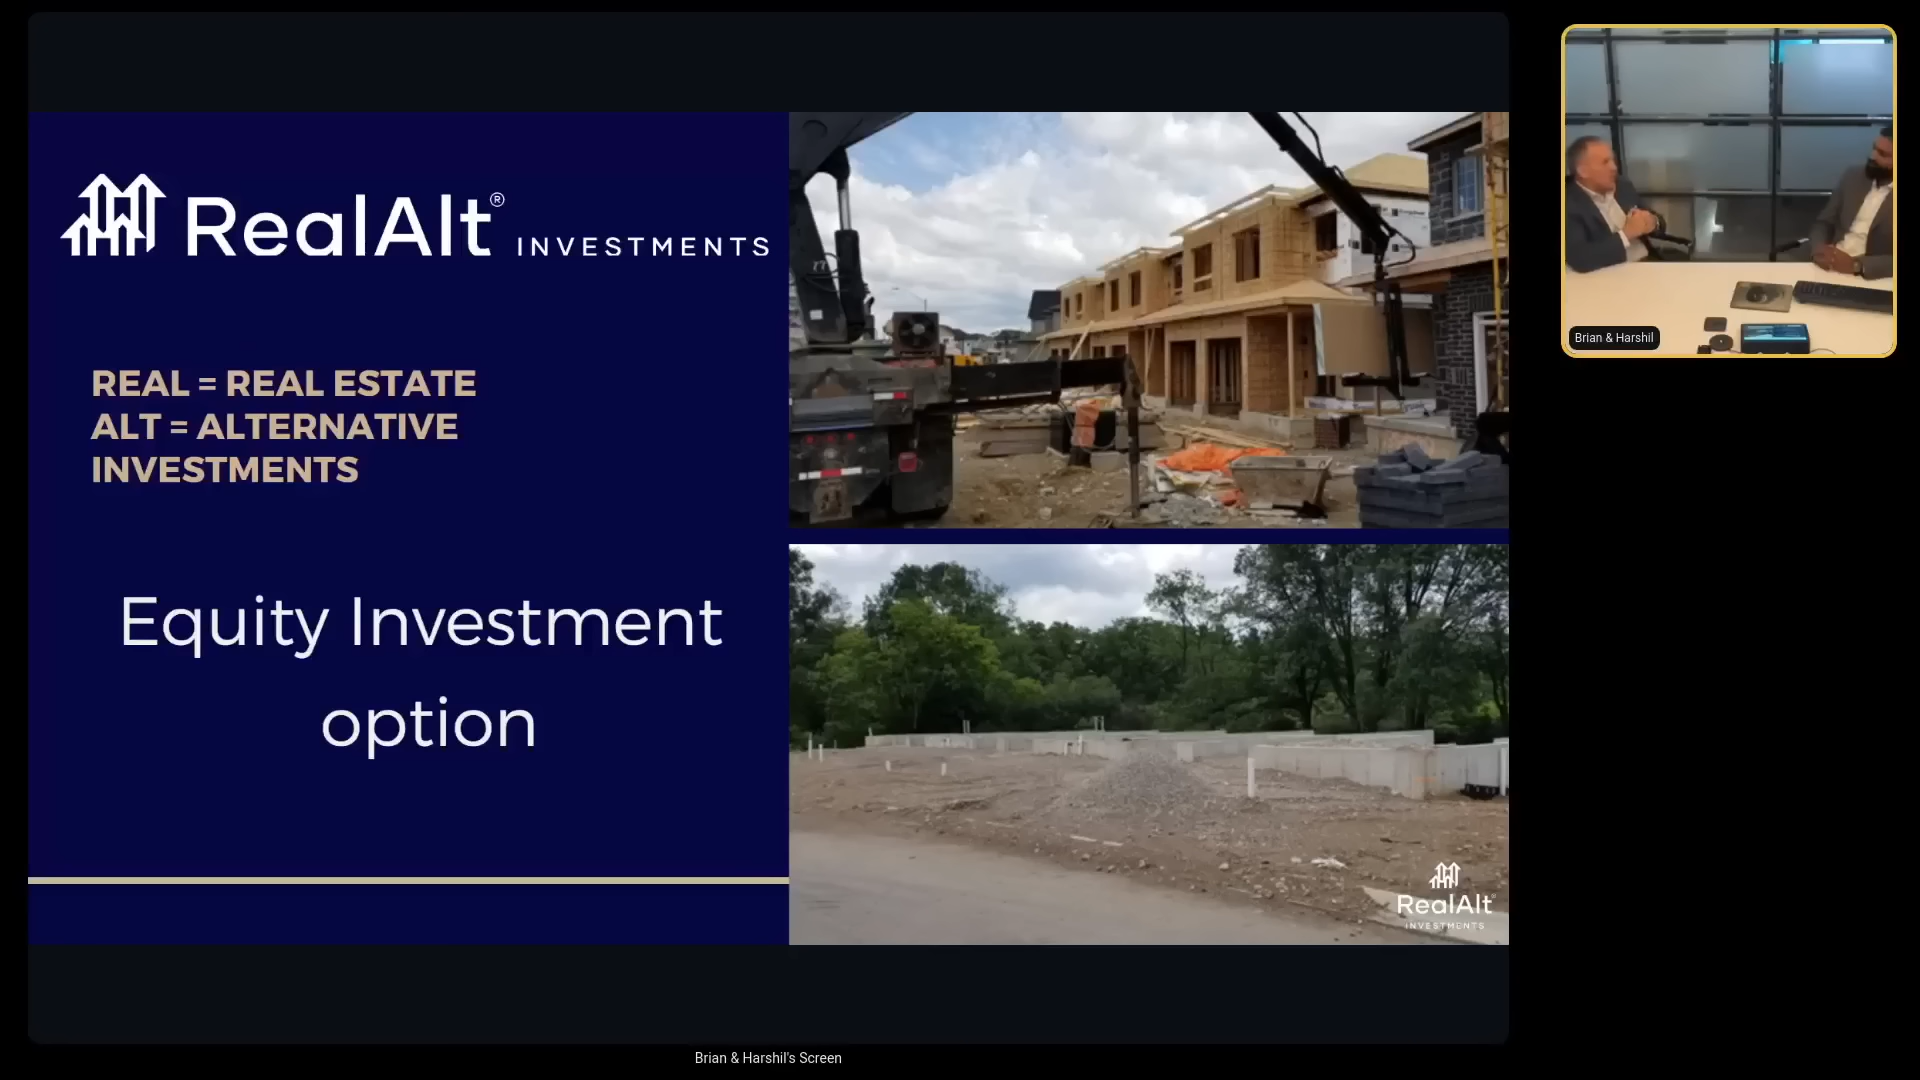 RealAlt® INVESTMENTS
REAL = REAL ESTATE
ALT = ALTERNATIVE
INVESTMENTS
Equity Investment
option
RealAlt
INVESTMENTS
Brian & Harshil
Brian & Harshil's Screen